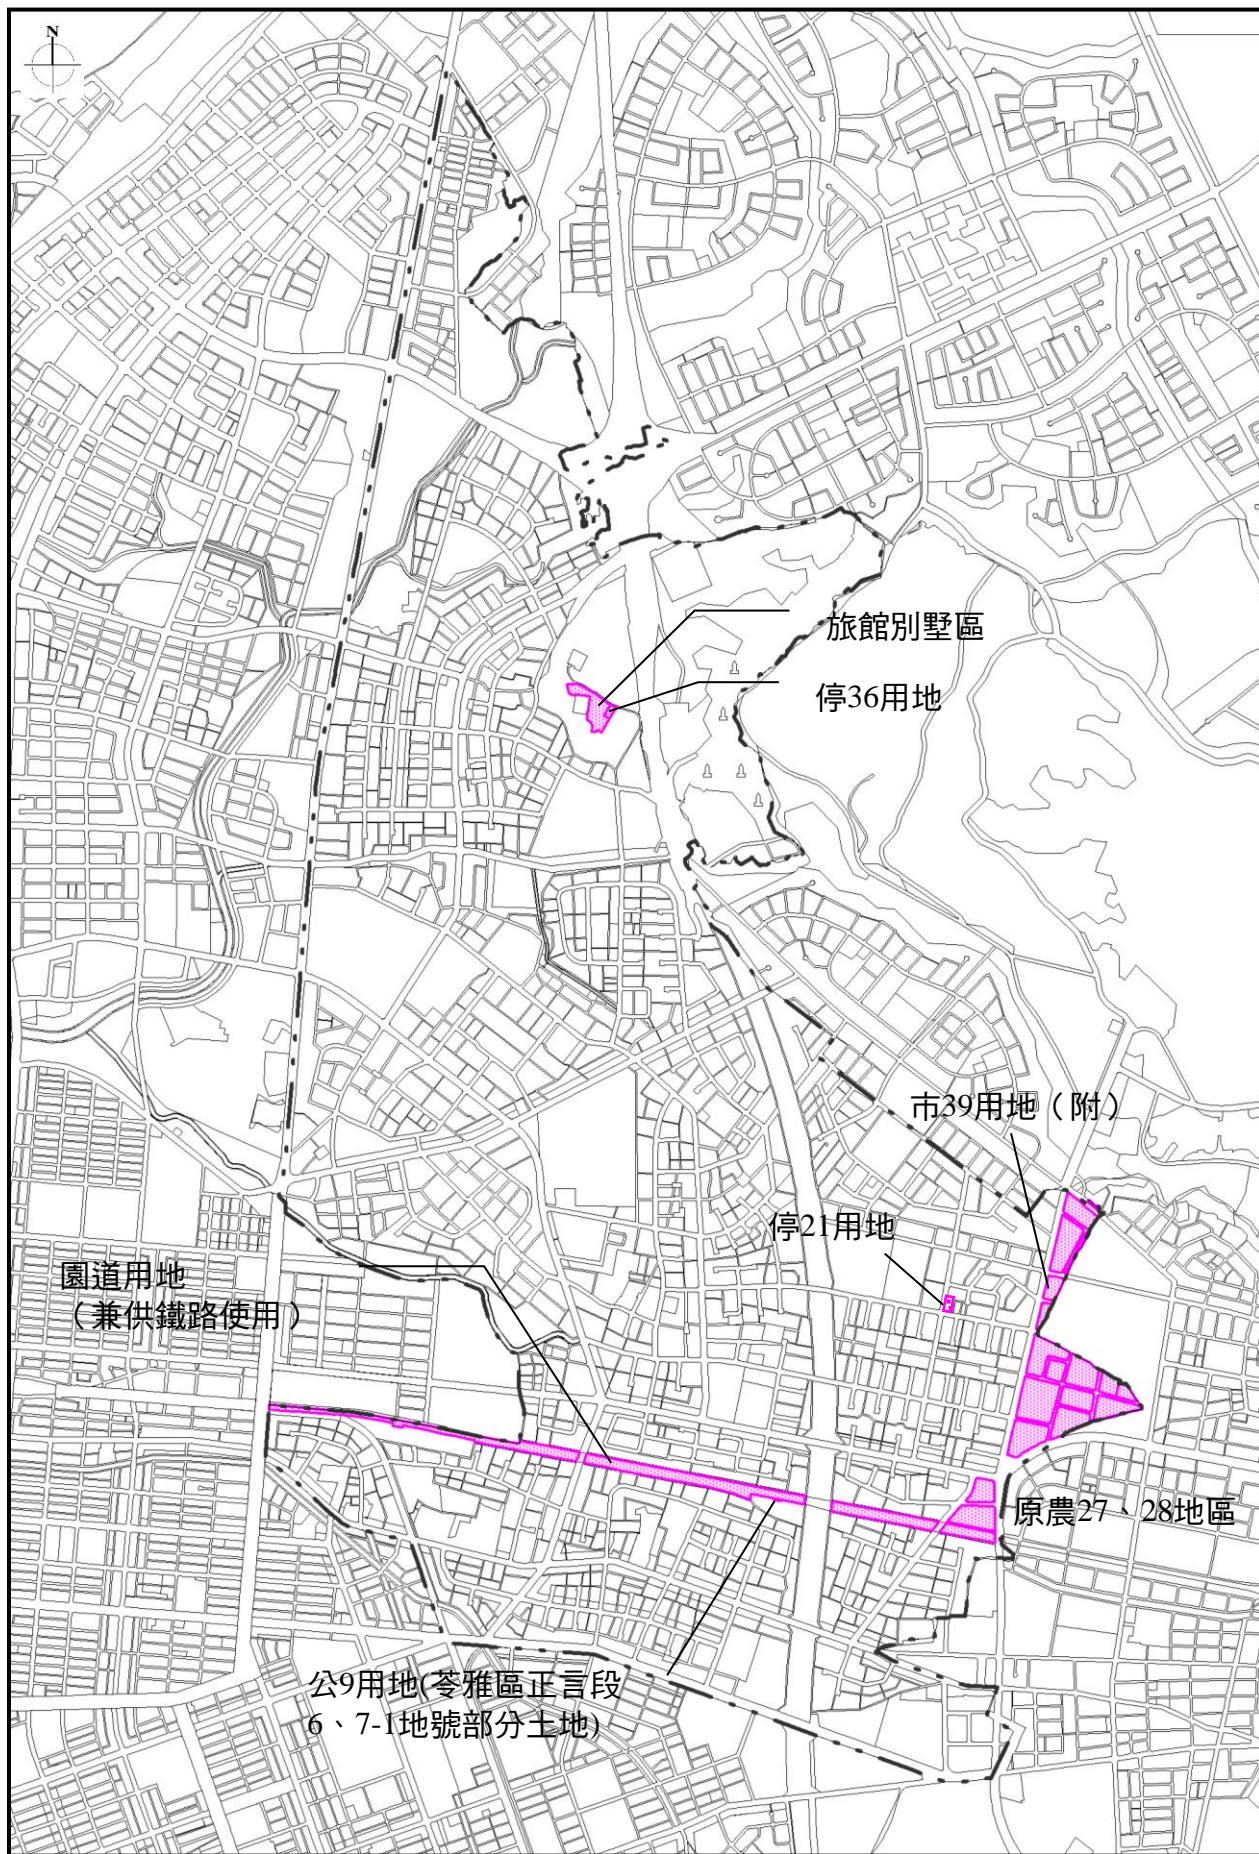 N
旅館別墅區
停36用地
市39用地（附）
停21用地
園道用地
（兼供鐵路使用）
原農27、28地區
公9用地(苓雅區正言段
6、7-1地號部分土地)